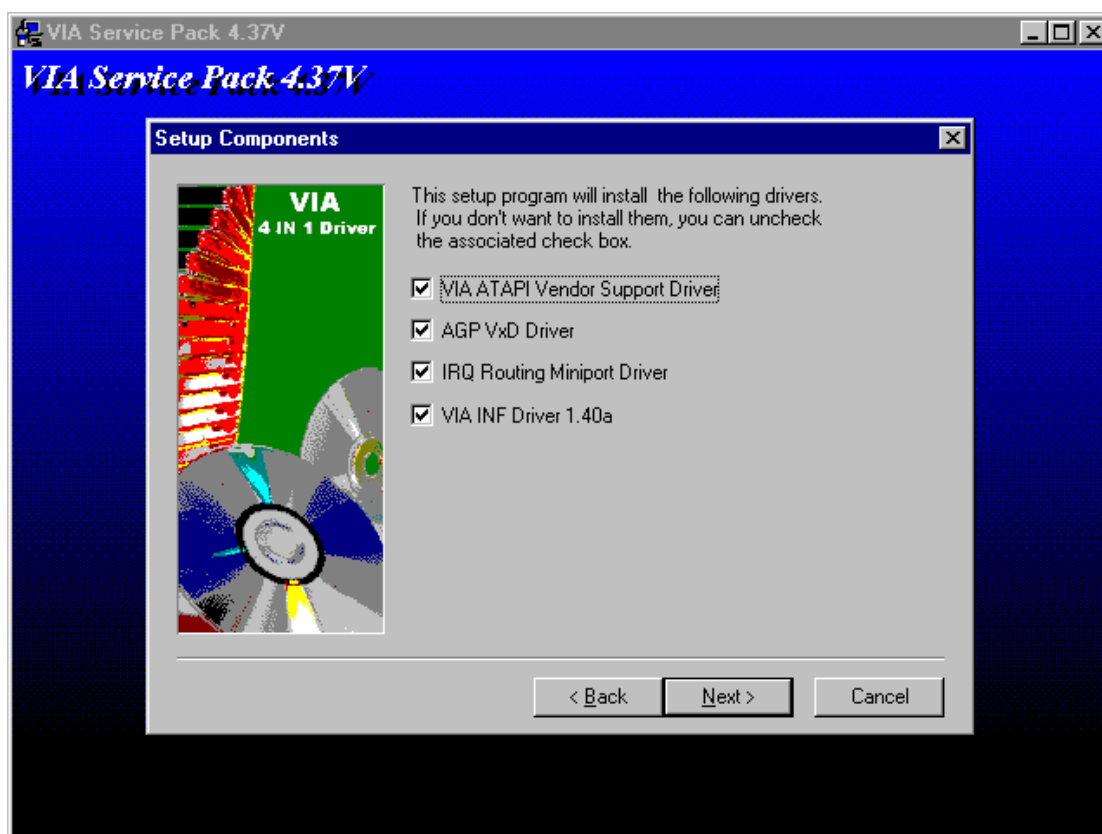 VIA Service Pack 4.37V
VIA Service Pack 4.37V
Setup Components
VIA
4 IN 1 Driver
This setup program will install  the following drivers.
If you don't want to install them, you can uncheck
the associated check box.
VIA ATAPI Vendor Support Driver
AGP VxD Driver
IRQ Routing Miniport Driver
VIA INF Driver 1.40a
< Back
Next >
Cancel